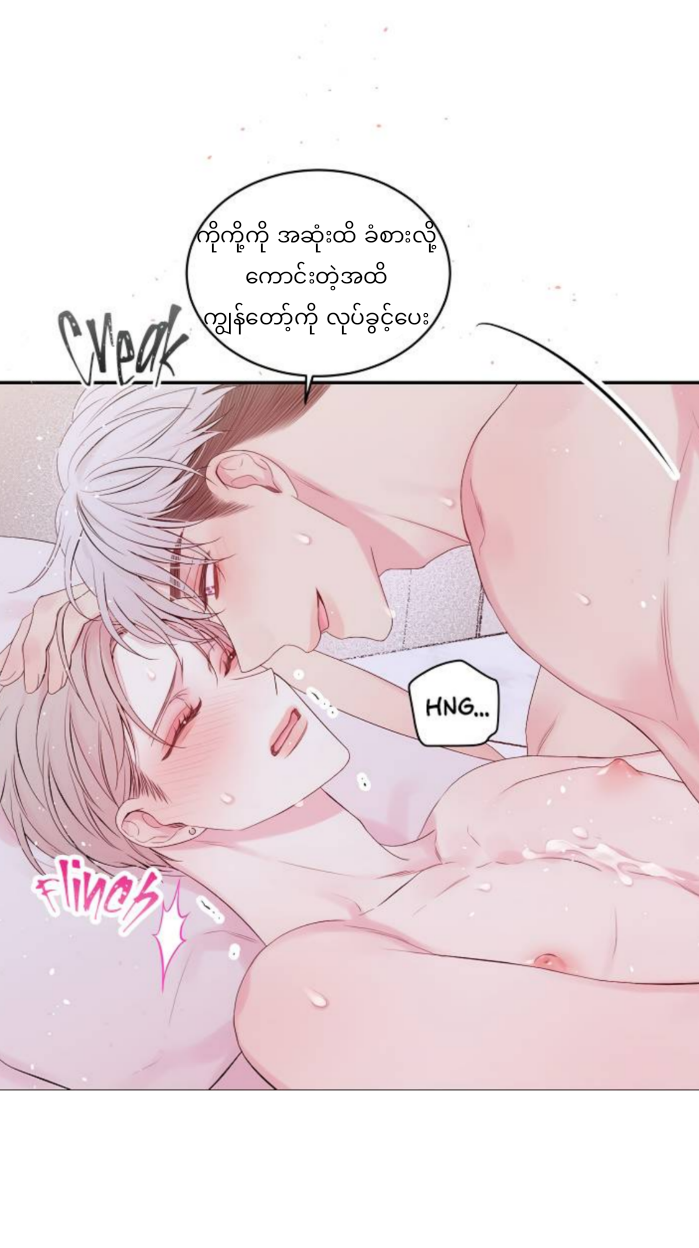 ကိုကို့ကို အဆုံးထိ ခံစားလို့
ကောင်းတဲ့အထိ
ကျွန်တော့်ကို လုပ်ခွင့်ပေး
Creak
HNG...
Flinch